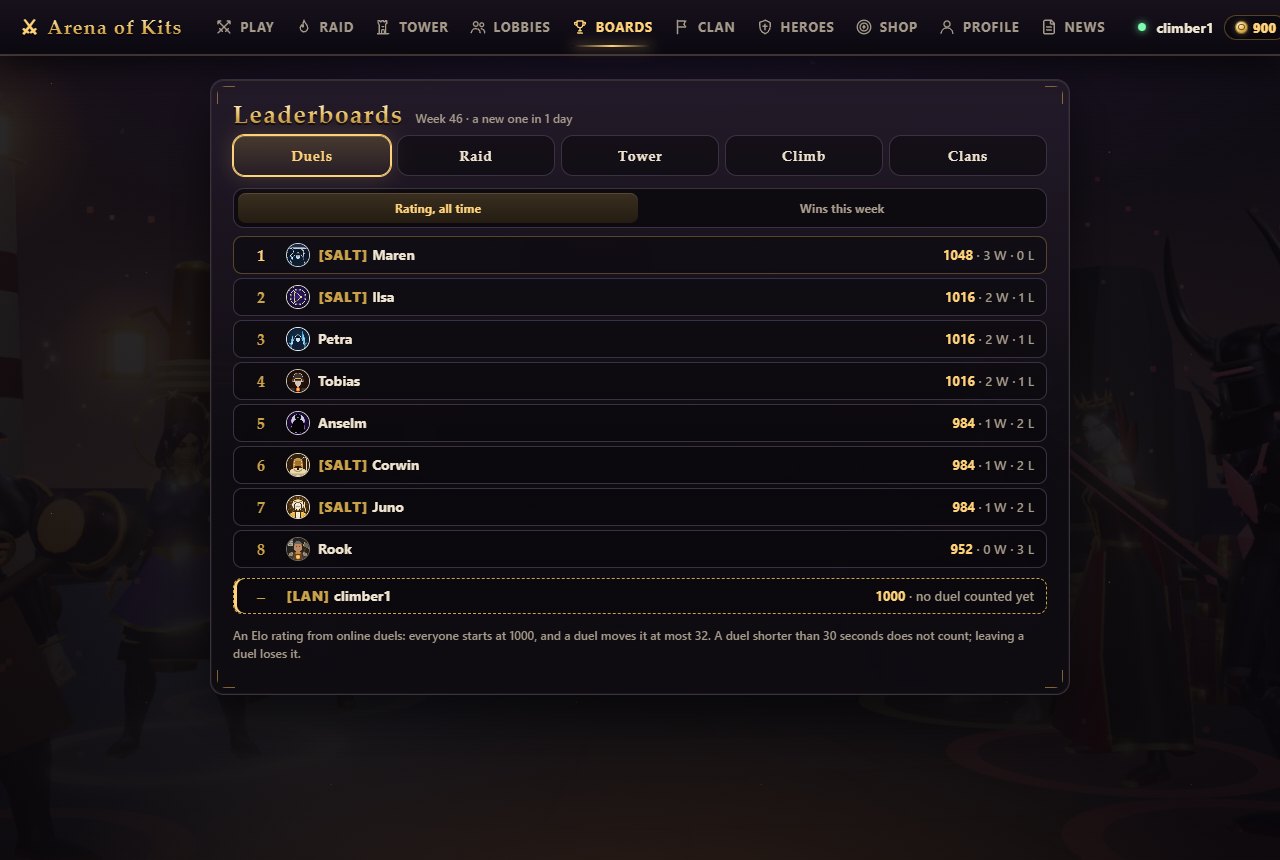 Arena of Kits PLAY RAID TOWER LOBBIES BOARDS CLAN HEROES SHOP PROFILE NEWS climber1 900
Leaderboards Week 46 · a new one in 1 day
Duels Raid Tower Climb Clans
Rating, all time Wins this week
1 [SALT] Maren 1048 · 3 W · 0 L
2 [SALT] Ilsa 1016 · 2 W · 1 L
3 Petra 1016 · 2 W · 1 L
4 Tobias 1016 · 2 W · 1 L
5 Anselm 984 · 1 W · 2 L
6 [SALT] Corwin 984 · 1 W · 2 L
7 [SALT] Juno 984 · 1 W · 2 L
8 Rook 952 · 0 W · 3 L
– [LAN] climber1 1000 · no duel counted yet
An Elo rating from online duels: everyone starts at 1000, and a duel moves it at most 32. A duel shorter than 30 seconds does not count; leaving a
duel loses it.